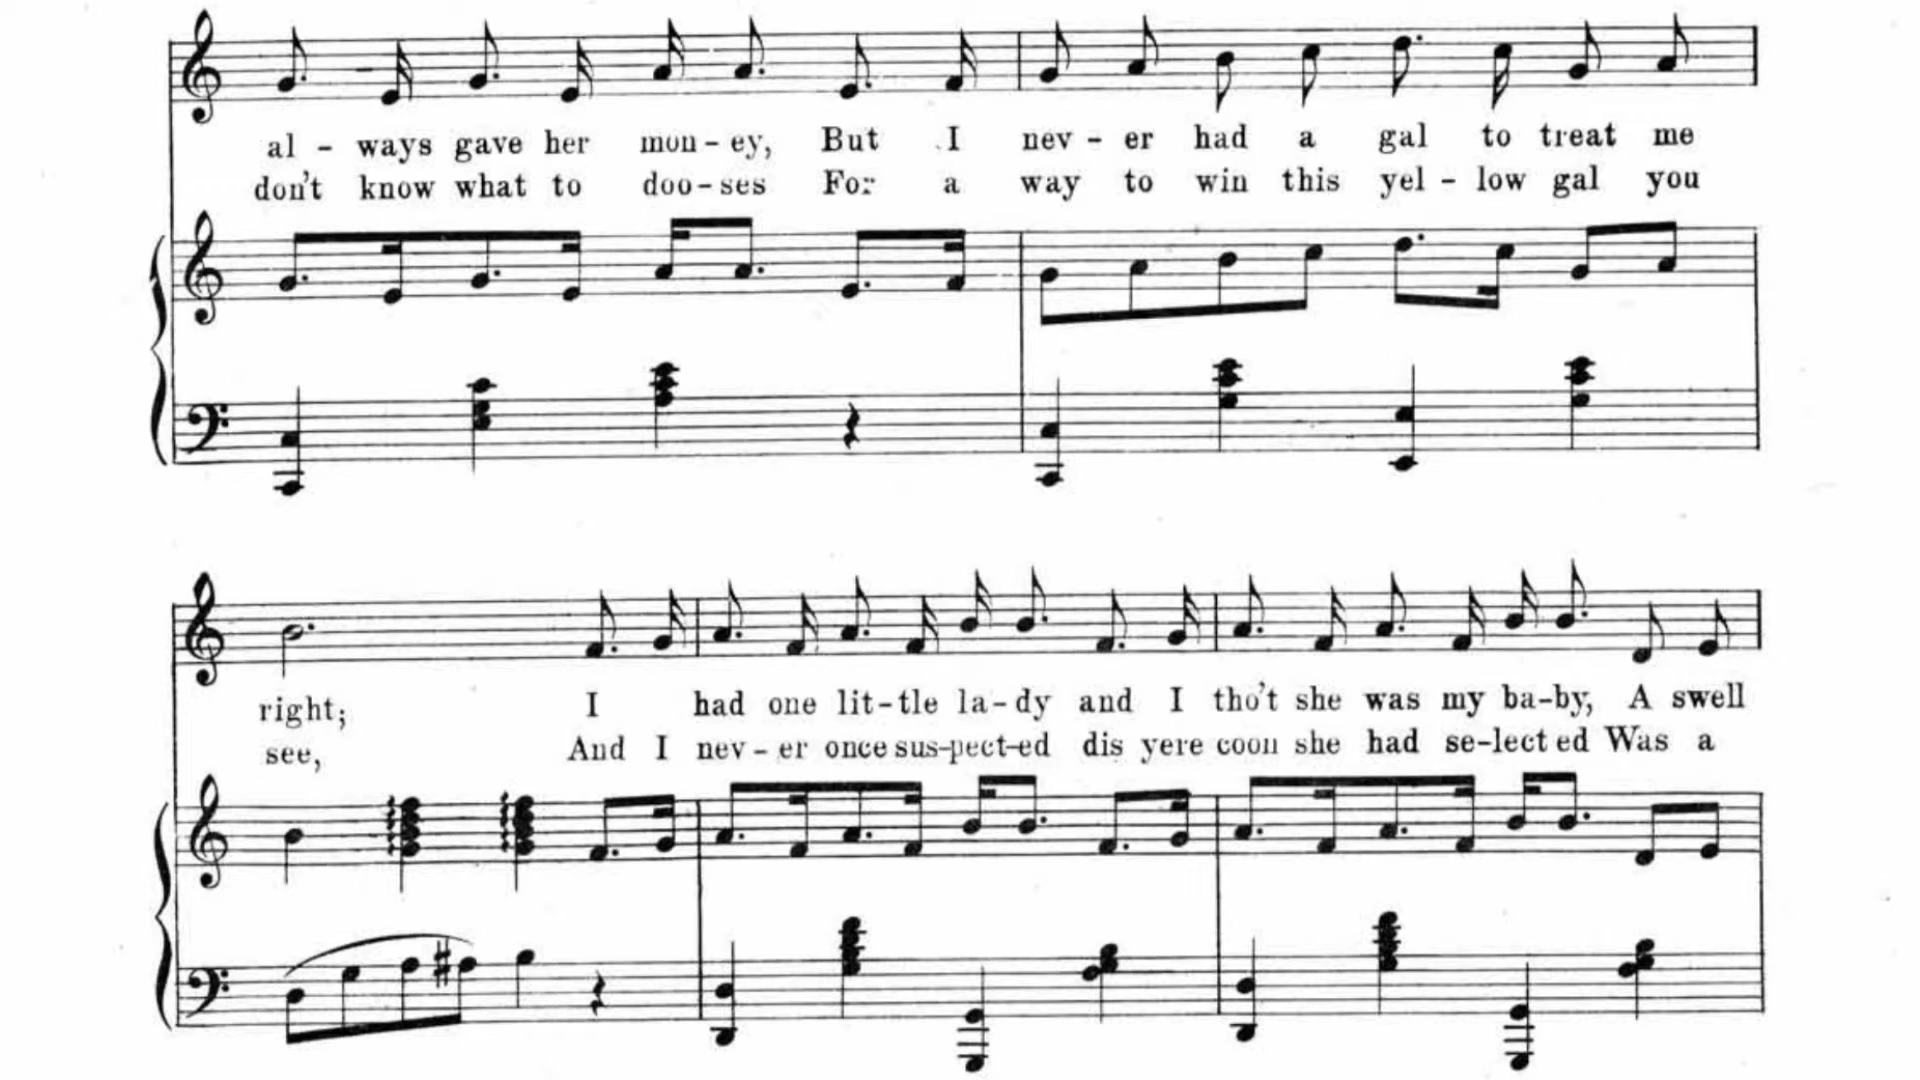 al - ways gave her mon - ey, But I nev - er had a gal to treat me
don't know what to doo - ses For a way to win this yel - low gal you
right; I had one lit - tle la - dy and I tho't she was my ba - by, A swell
see, And I nev - er once sus - pect - ed dis yere coon she had se - lect ed Was a